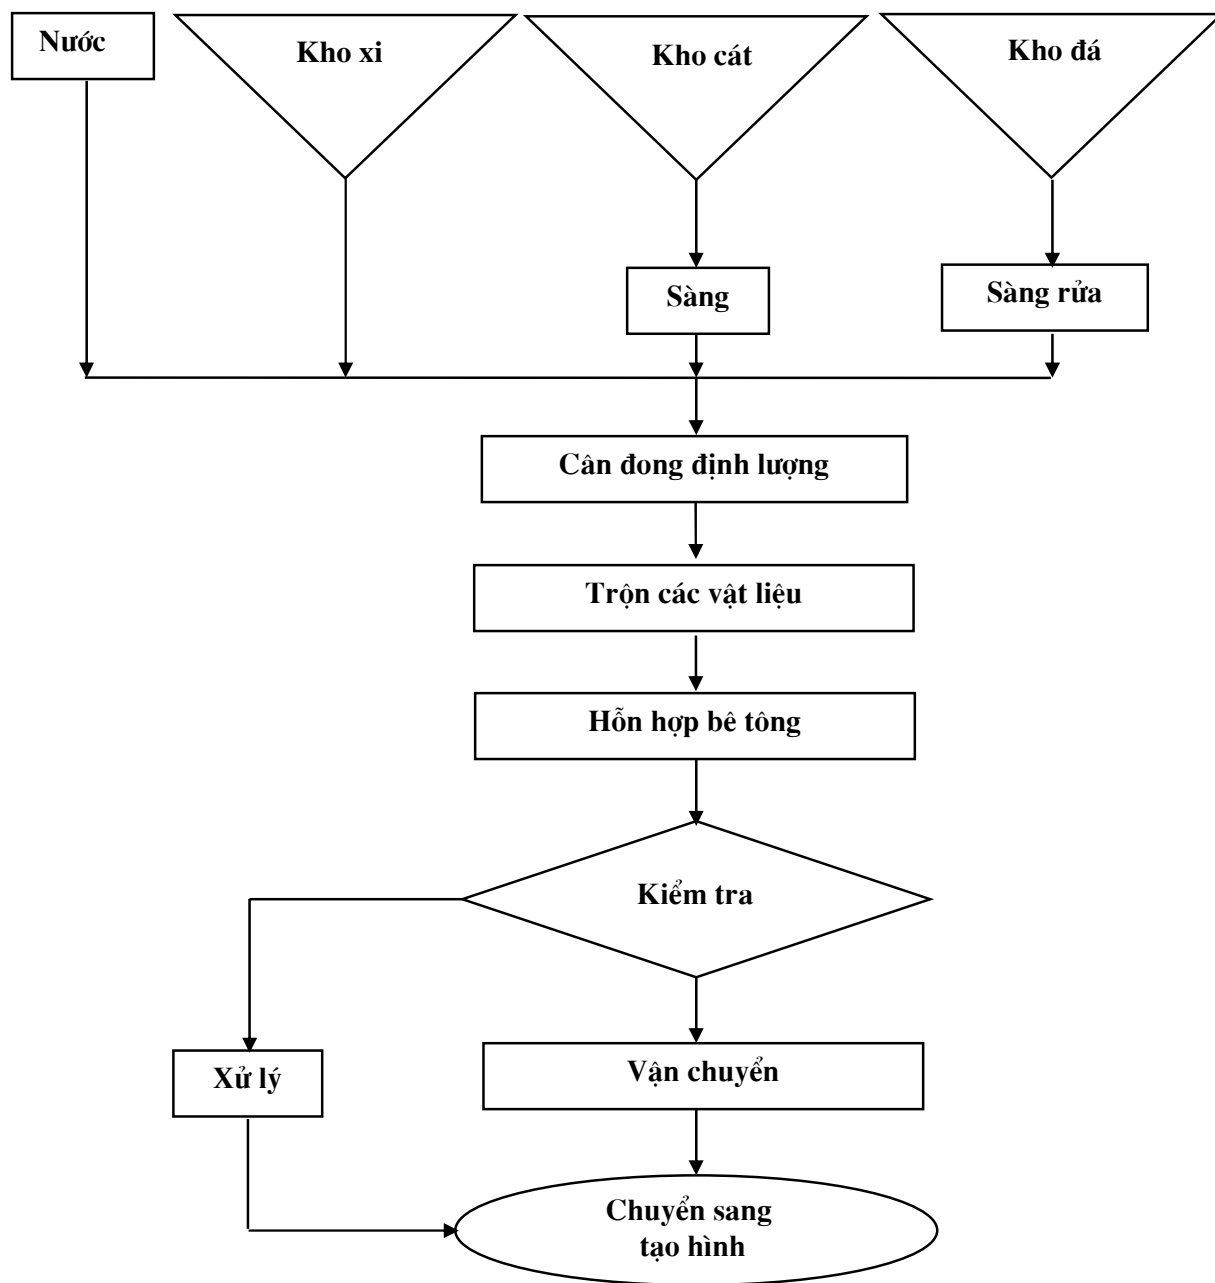 Nước
Kho xi
Kho cát
Kho đá
Sàng
Sàng rửa
Cân đong định lượng
Trộn các vật liệu
Hỗn hợp bê tông
Kiểm tra
Xử lý
Vận chuyển
Chuyển sang
tạo hình